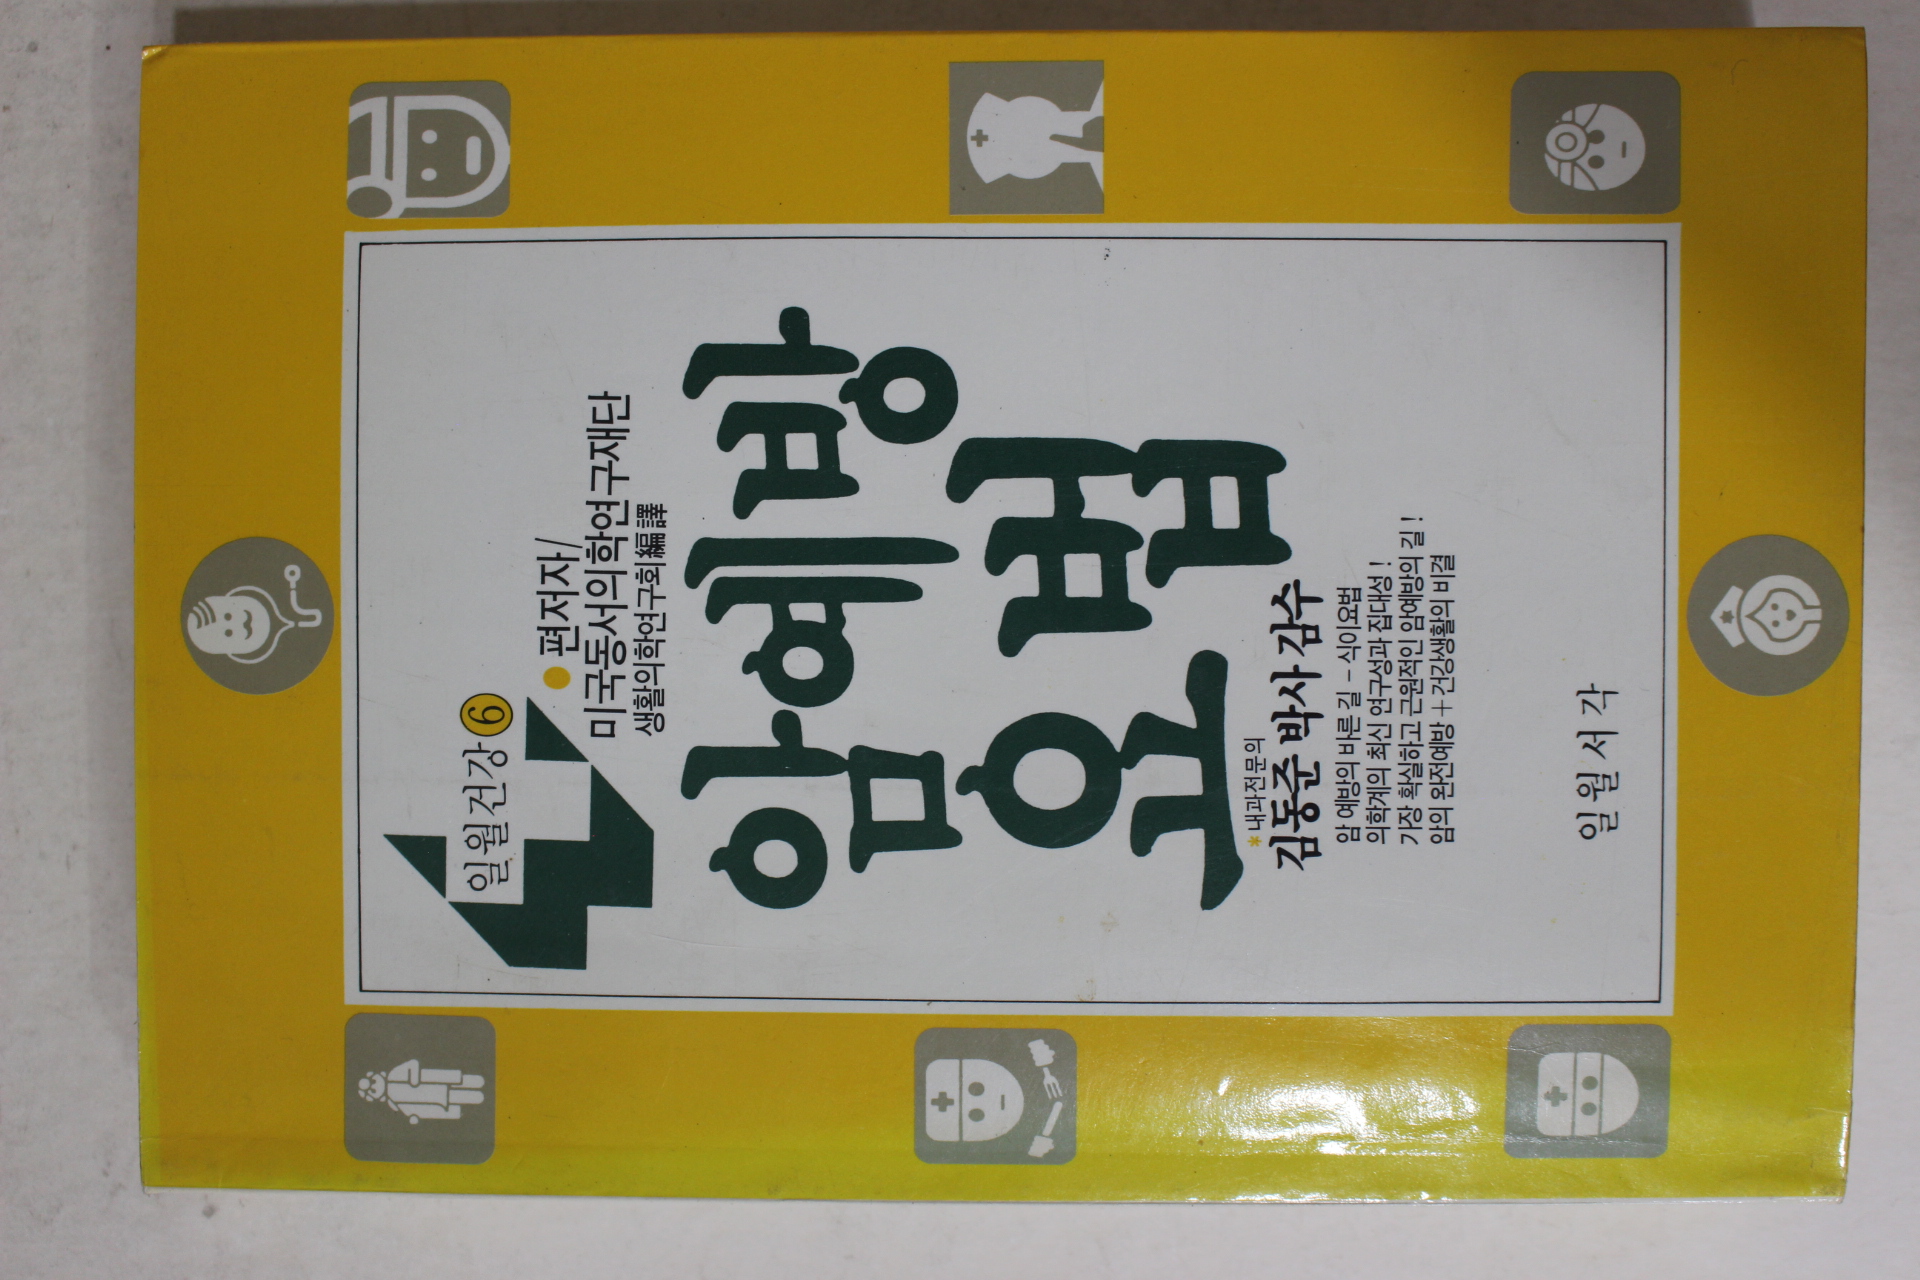 일월건강 6
편저자/
미국동서의학연구재단
생활의학연구회 編譯
암예방
요법
*내과전문의
김동준 박사 감수
암 예방의 바른 길 - 식이요법
의학계의 최신 연구성과 집대성!
가장 확실하고 근원적인 암예방의 길!
암의 완전예방+건강생활의 비결
일월서각